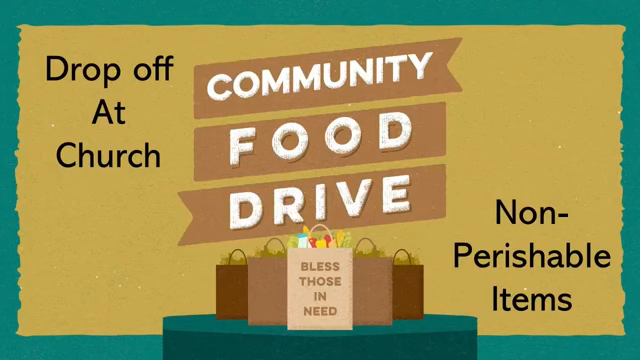 Drop off
At
Church
COMMUNITY
FOOD
DRIVE
BLESS
THOSE
IN
NEED
Non-
Perishable
Items